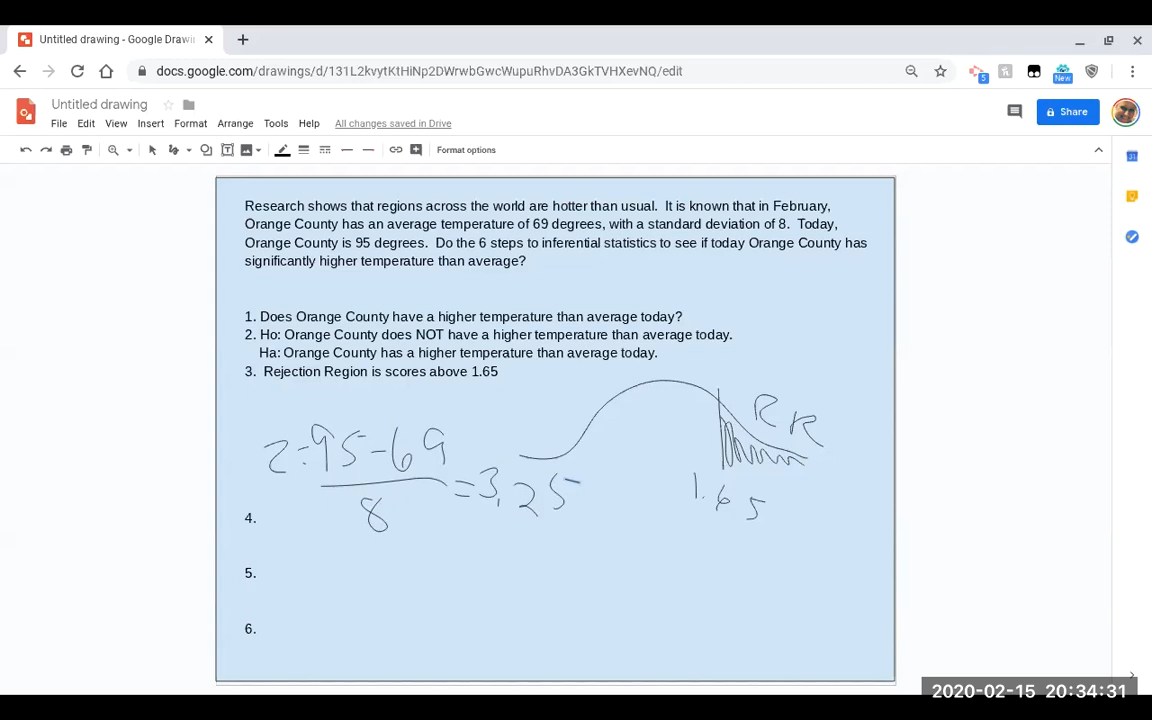 Untitled drawing - Google Drawi
docs.google.com/drawings/d/131L2kvytKtHiNp2DWrwbGwcWupuRhvDA3GkTVHXevNQ/edit
5
New
Untitled drawing
File Edit View Insert Format Arrange Tools Help All changes saved in Drive
Share
Format options
31
Research shows that regions across the world are hotter than usual. It is known that in February,
Orange County has an average temperature of 69 degrees, with a standard deviation of 8. Today,
Orange County is 95 degrees. Do the 6 steps to inferential statistics to see if today Orange County has
significantly higher temperature than average?
1. Does Orange County have a higher temperature than average today?
2. Ho: Orange County does NOT have a higher temperature than average today.
Ha: Orange County has a higher temperature than average today.
3. Rejection Region is scores above 1.65
RR
Z=95-69
8
=3.25
1.65
4.
5.
6.
2020-02-15 20:34:31